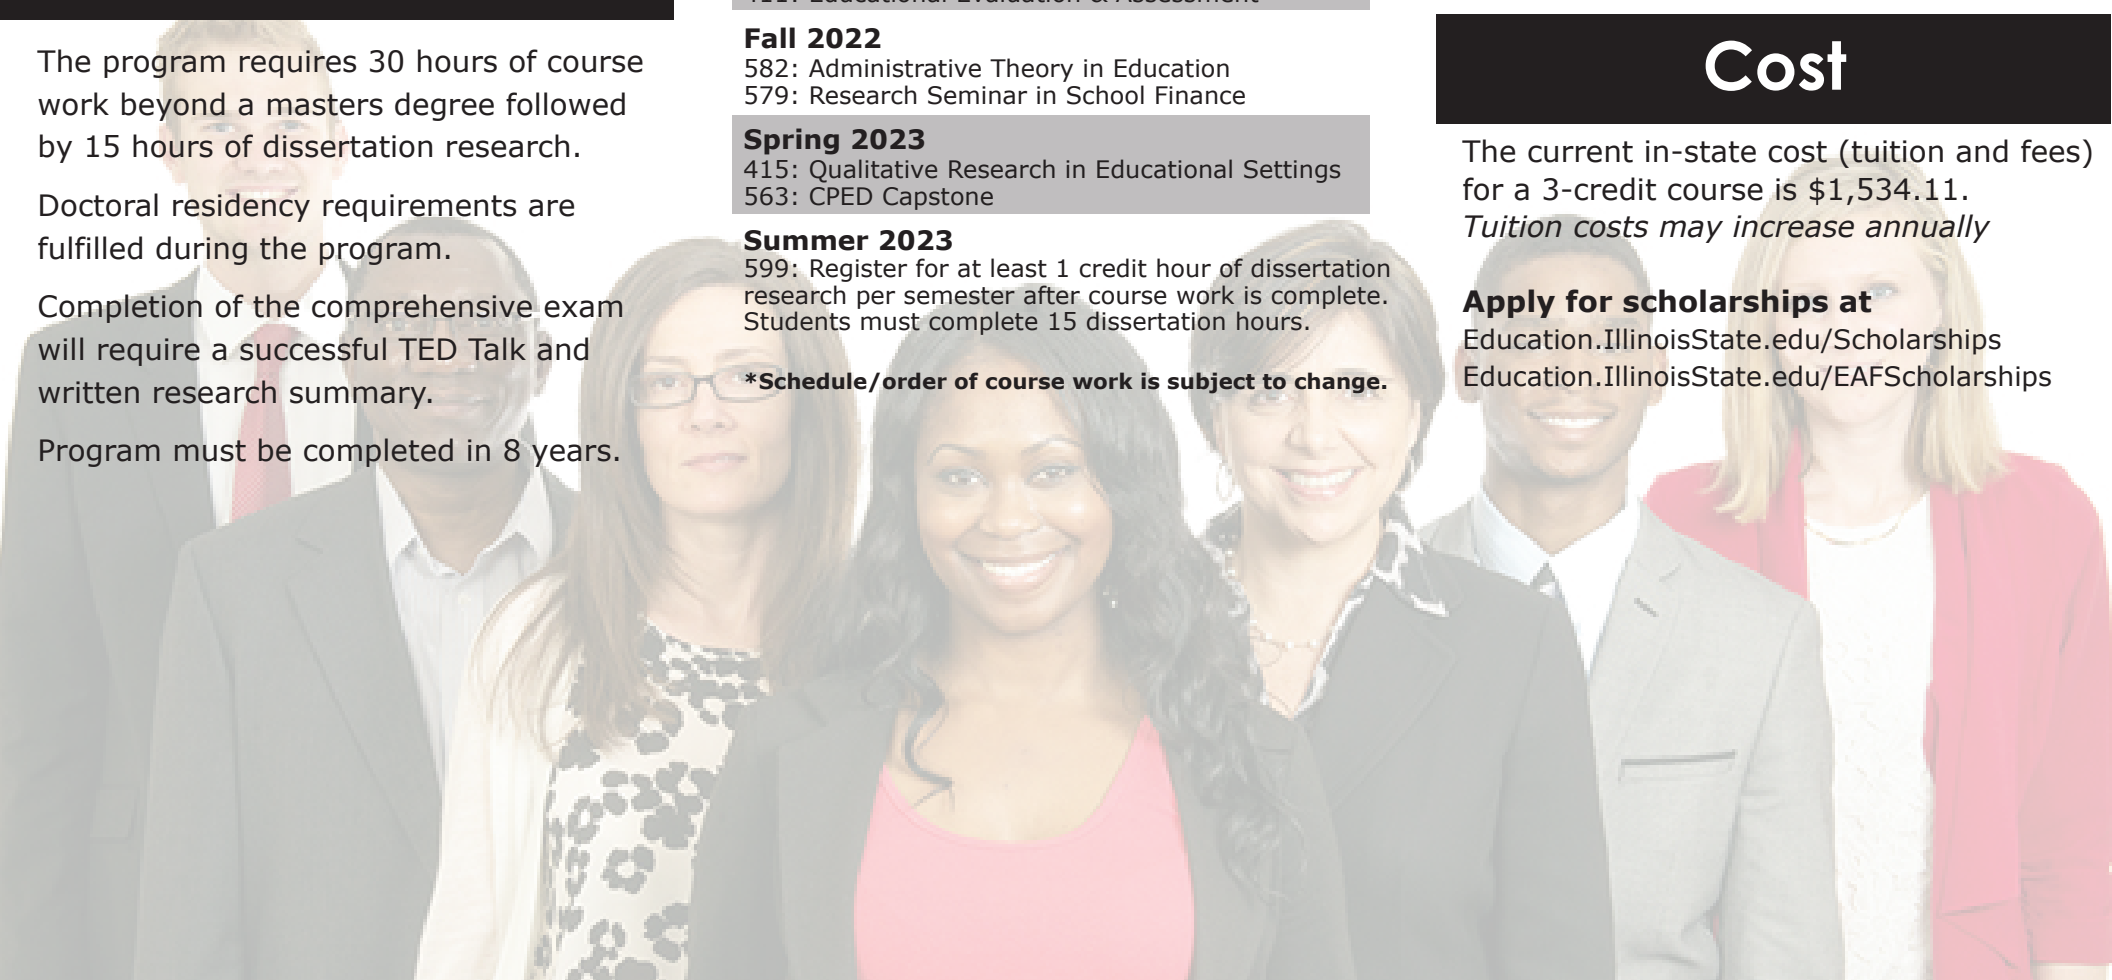 The program requires 30 hours of course
work beyond a masters degree followed
by 15 hours of dissertation research.
Doctoral residency requirements are
fulfilled during the program.
Completion of the comprehensive exam
will require a successful TED Talk and
written research summary.
Program must be completed in 8 years.
411: Educational Evaluation & Assessment
Fall 2022
582: Administrative Theory in Education
579: Research Seminar in School Finance
Spring 2023
415: Qualitative Research in Educational Settings
563: CPED Capstone
Summer 2023
599: Register for at least 1 credit hour of dissertation
research per semester after course work is complete.
Students must complete 15 dissertation hours.
*Schedule/order of course work is subject to change.
Cost
The current in-state cost (tuition and fees)
for a 3-credit course is $1,534.11.
Tuition costs may increase annually
Apply for scholarships at
Education.IllinoisState.edu/Scholarships
Education.IllinoisState.edu/EAFScholarships